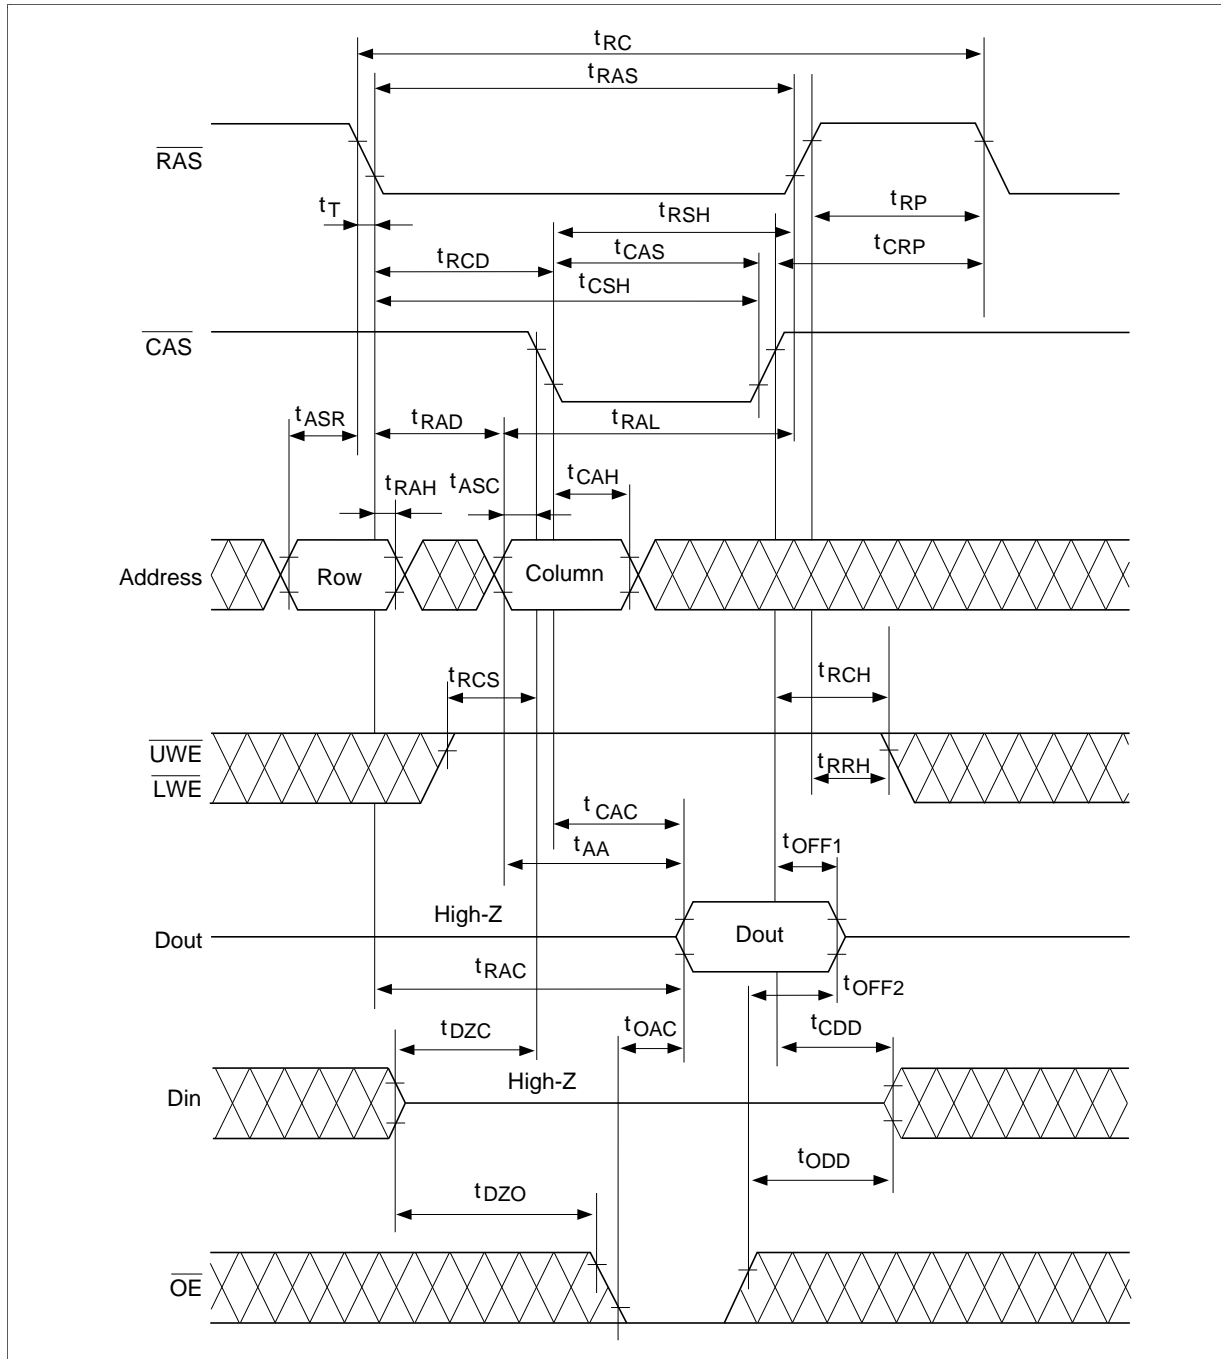 tRC
tRAS
RAS
tT
tRP
tRSH
tCAS
tCRP
tRCD
tCSH
CAS
tASR
tRAD
tRAL
tRAH
tASC
tCAH
Address
Row
Column
tRCS
tRCH
UWE
LWE
tRRH
tCAC
tAA
tOFF1
High-Z
Dout
Dout
tRAC
tOFF2
tDZC
tOAC
tCDD
High-Z
Din
tODD
tDZO
OE